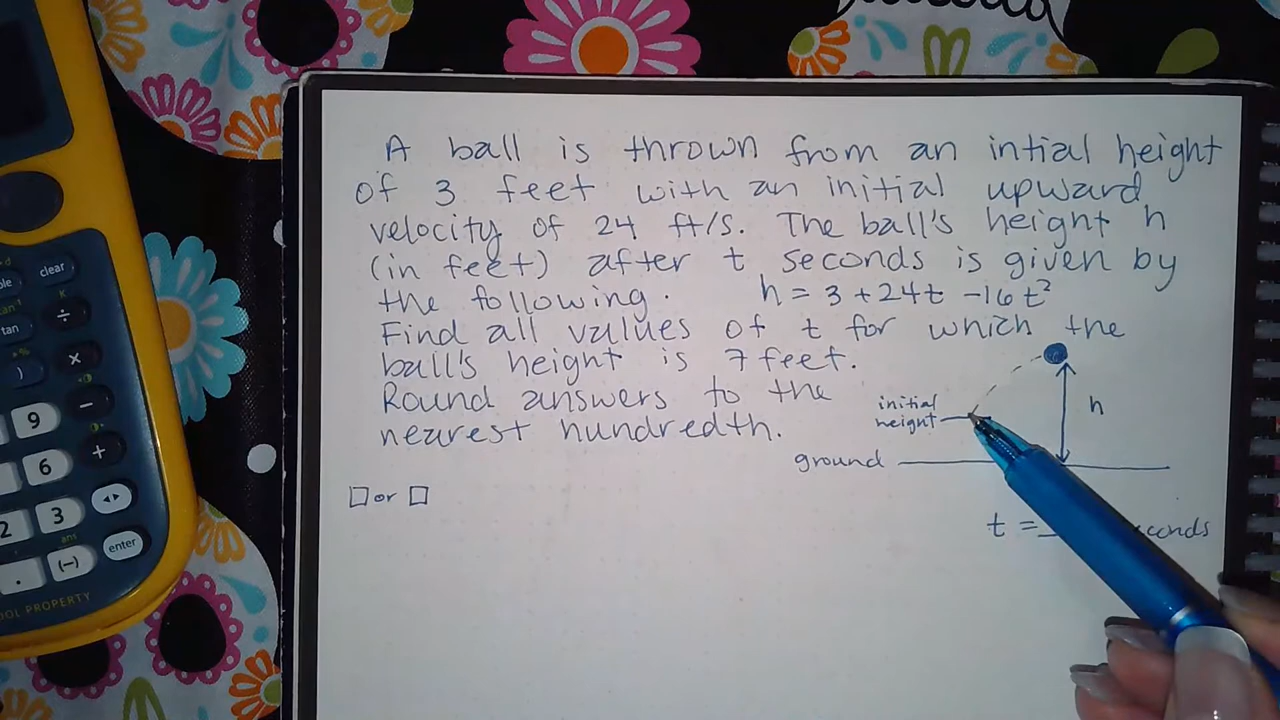 A ball is thrown from an intial height
of 3 feet with an initial upward
velocity of 24 ft/s. The ball's height h
(in feet) after t seconds is given by
the following. h = 3 + 24t - 16t²
Find all values of t for which the
ball's height is 7 feet.
Round answers to the
nearest hundredth.
initial
height
h
ground
□ or □
t =
clear
tan
9
6
2
3
enter
(−)
ans